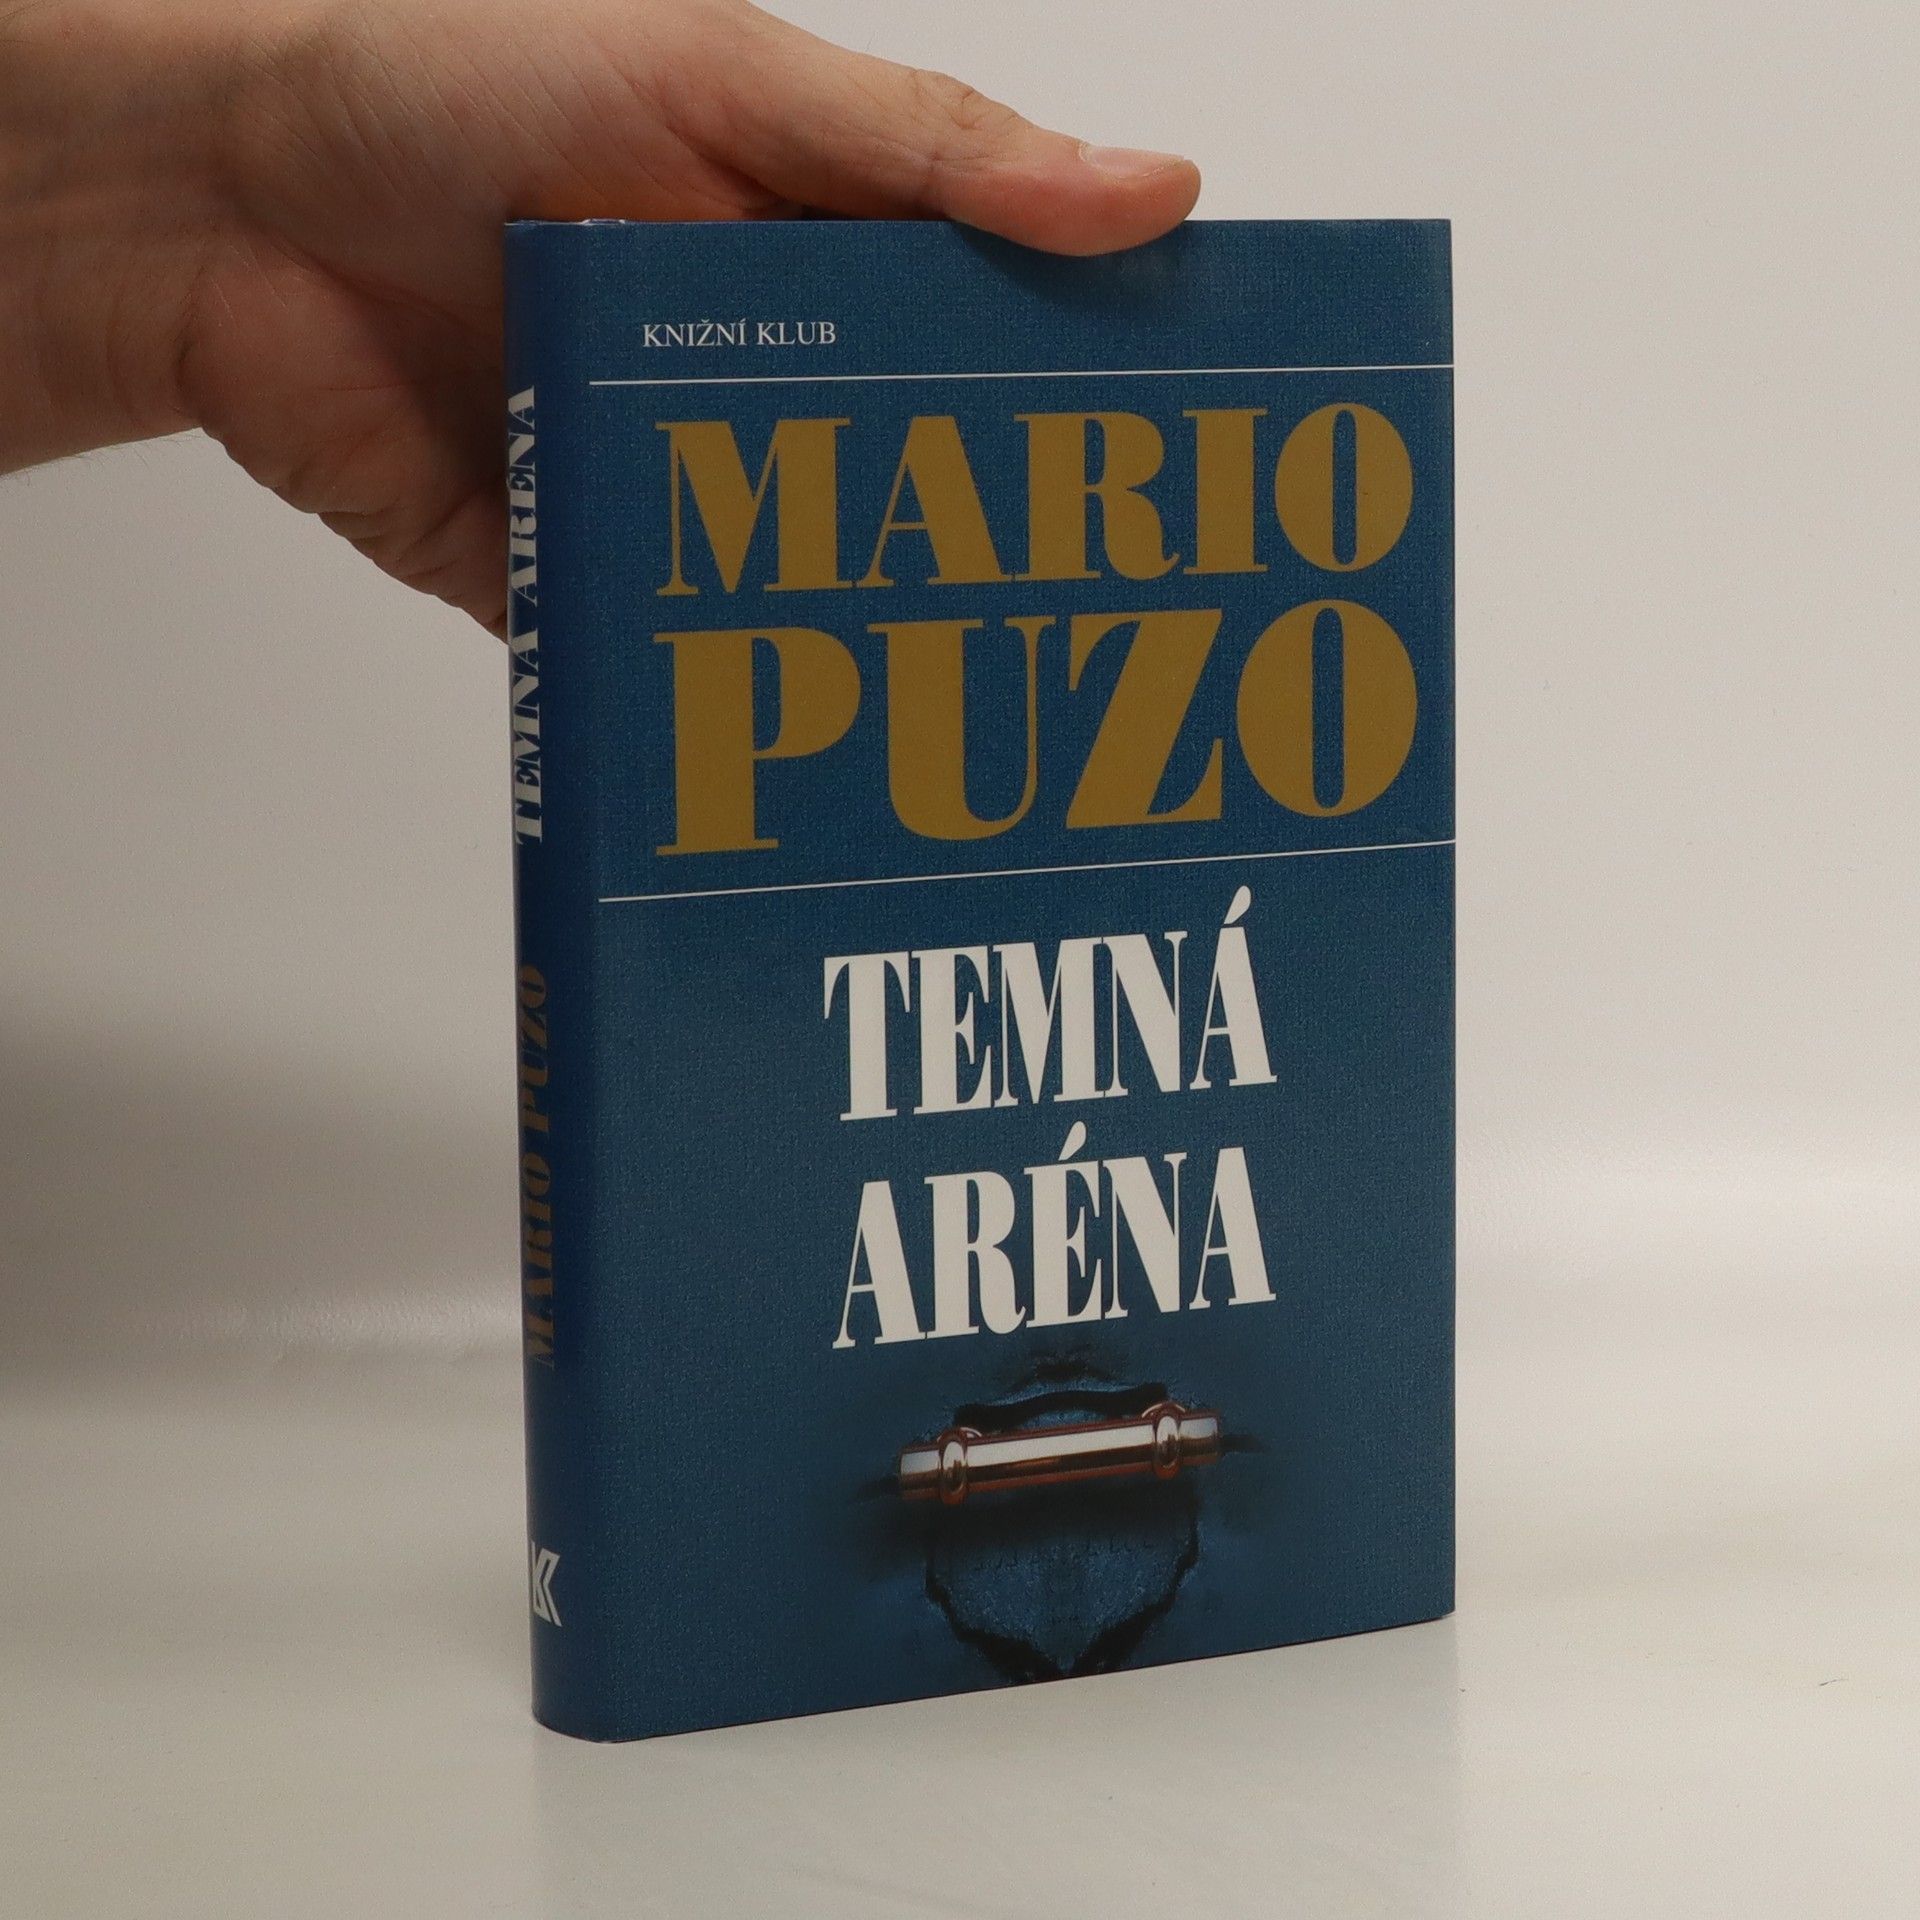 KNIŽNÍ KLUB
MARIO
PUZO
TEMNÁ
ARÉNA
MARIO PUZO TEMNÁ ARÉNA